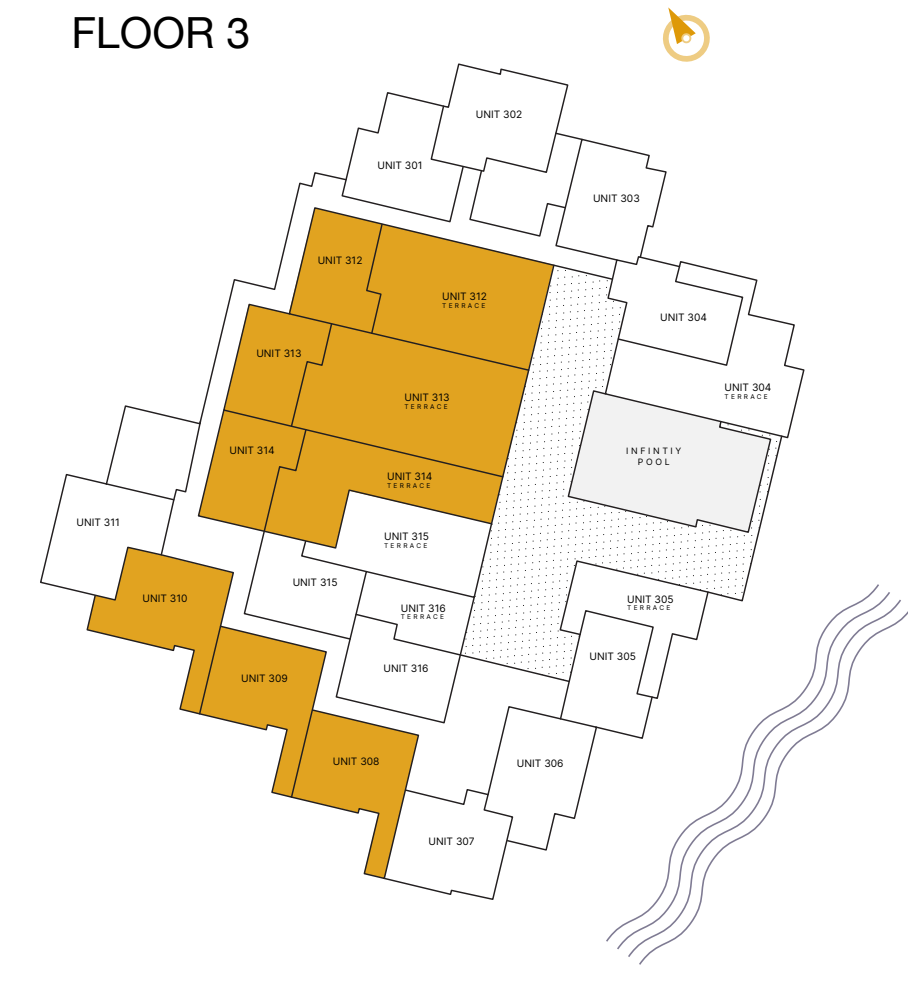 FLOOR 3
UNIT 302
UNIT 301
UNIT 303
UNIT 312
UNIT 312
TERRACE
UNIT 304
UNIT 313
UNIT 304
TERRACE
UNIT 313
TERRACE
UNIT 314
INFINTIY
POOL
UNIT 314
TERRACE
UNIT 311
UNIT 315
TERRACE
UNIT 315
UNIT 310
UNIT 316
TERRACE
UNIT 305
TERRACE
UNIT 305
UNIT 316
UNIT 309
UNIT 308
UNIT 306
UNIT 307